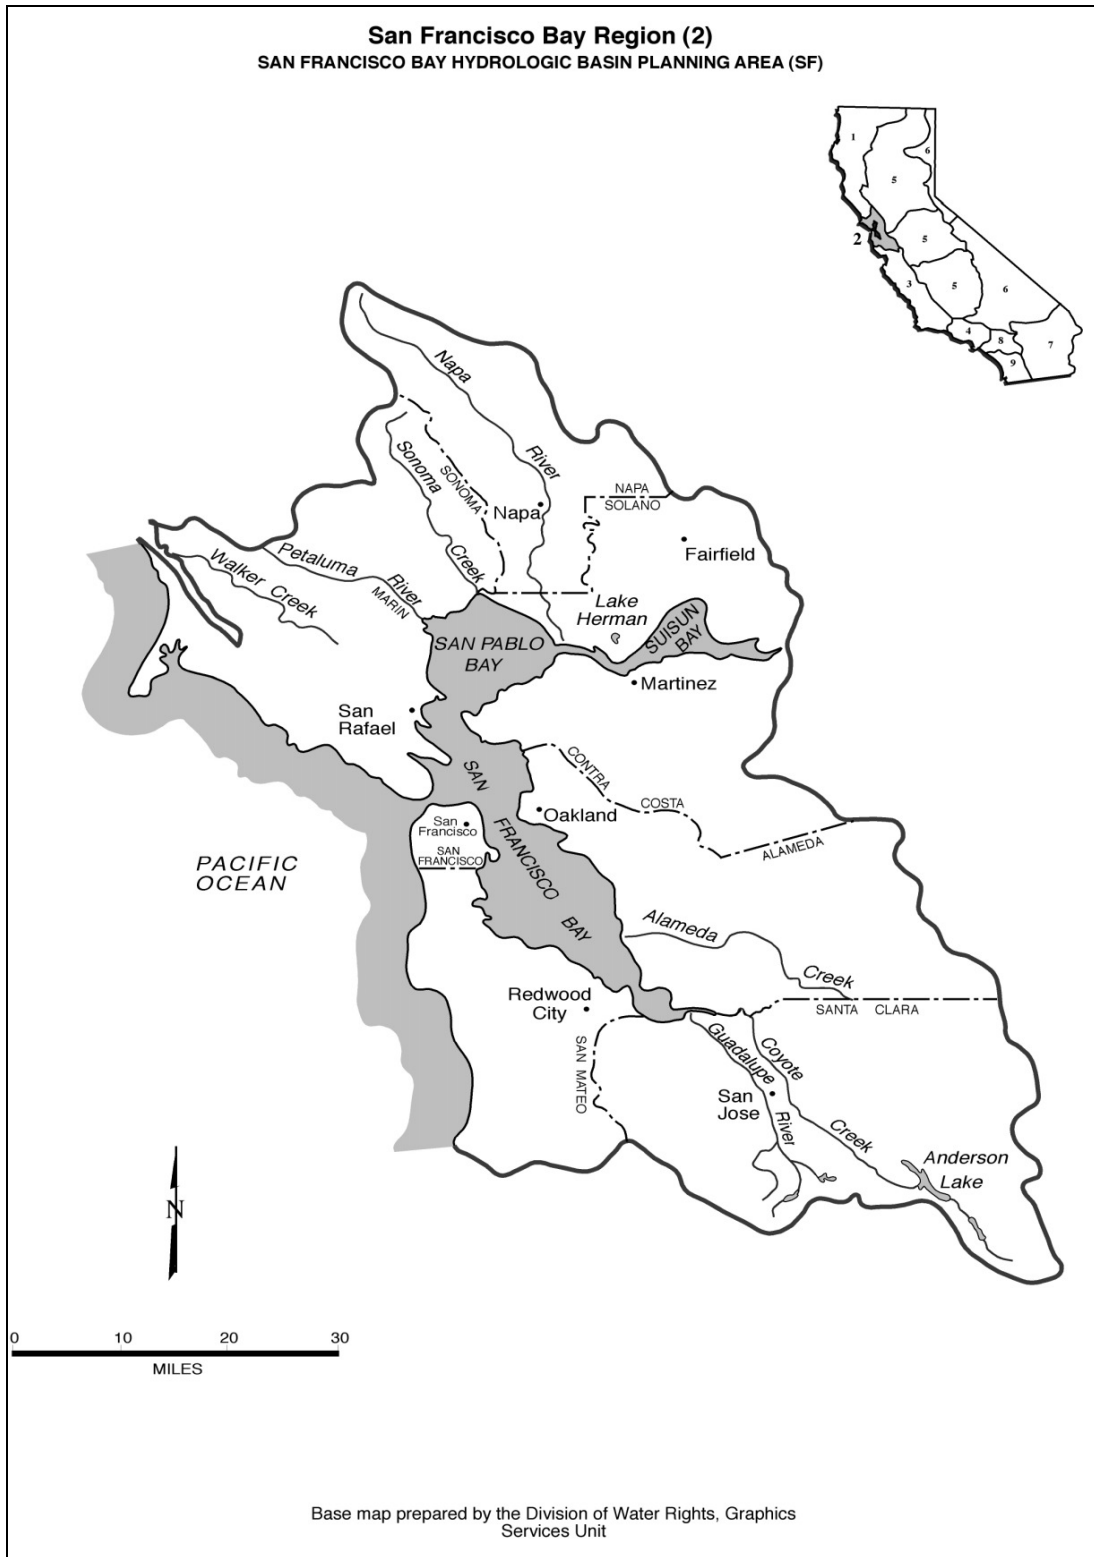 San Francisco Bay Region (2)
SAN FRANCISCO BAY HYDROLOGIC BASIN PLANNING AREA (SF)
1
6
5
2
5
3
5
6
4
8
7
9
Napa
River
Sonoma
Creek
SONOMA
Napa
NAPA
SOLANO
Fairfield
Petaluma
River
MARIN
Walker Creek
Lake
Herman
SUISUN
BAY
SAN PABLO
BAY
Martinez
San
Rafael
CONTRA
COSTA
ALAMEDA
Oakland
San
Francisco
SAN
FRANCISCO
SAN
FRANCISCO
BAY
PACIFIC
OCEAN
Alameda
Creek
Redwood
City
SANTA CLARA
SAN MATEO
Guadalupe
River
Coyote
Creek
San
Jose
Anderson
Lake
N
0 10 20 30
MILES
Base map prepared by the Division of Water Rights, Graphics
Services Unit